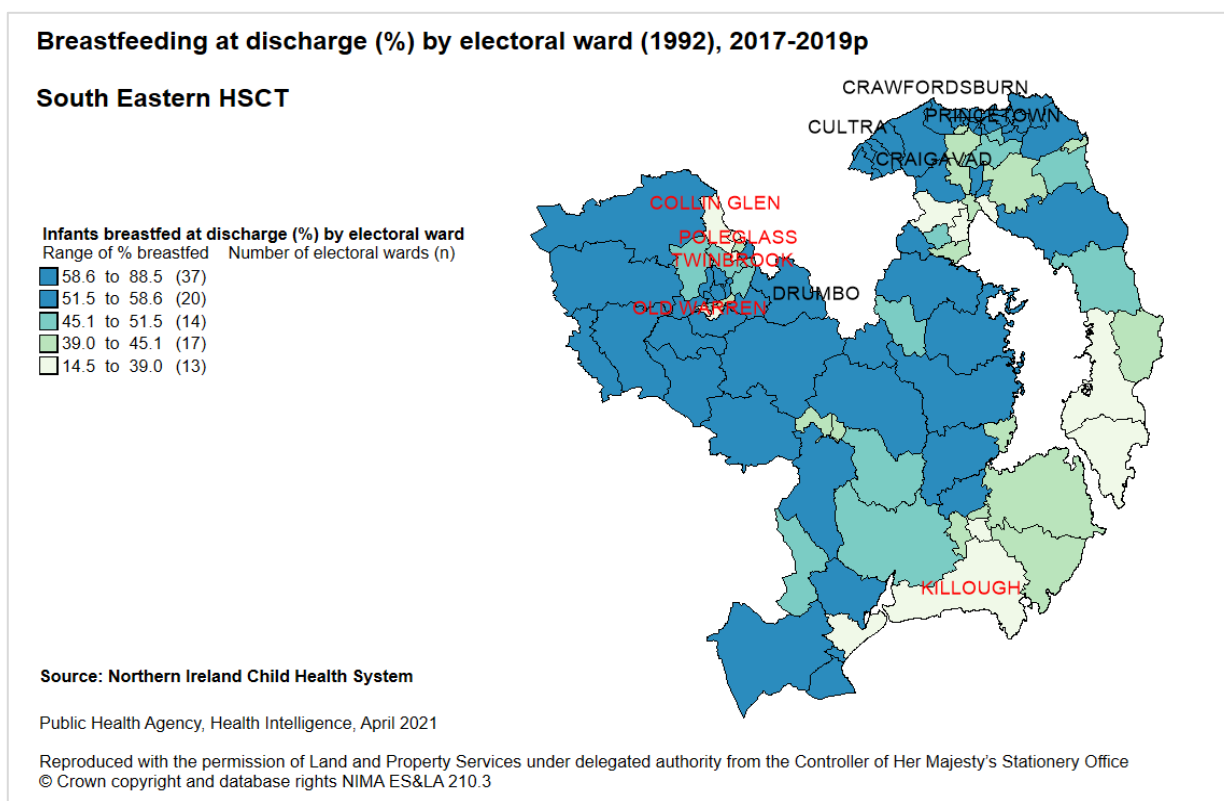 Breastfeeding at discharge (%) by electoral ward (1992), 2017-2019p
South Eastern HSCT
CRAWFORDSBURN
PRINCETOWN
CULTRA
CRAIGAVAD
COLLIN GLEN
POLEGLASS
TWINBROOK
DRUMBO
OLD WARREN
KILLOUGH
Infants breastfed at discharge (%) by electoral ward
Range of % breastfed Number of electoral wards (n)
58.6 to 88.5 (37)
51.5 to 58.6 (20)
45.1 to 51.5 (14)
39.0 to 45.1 (17)
14.5 to 39.0 (13)
Source: Northern Ireland Child Health System
Public Health Agency, Health Intelligence, April 2021
Reproduced with the permission of Land and Property Services under delegated authority from the Controller of Her Majesty's Stationery Office
© Crown copyright and database rights NIMA ES&LA 210.3